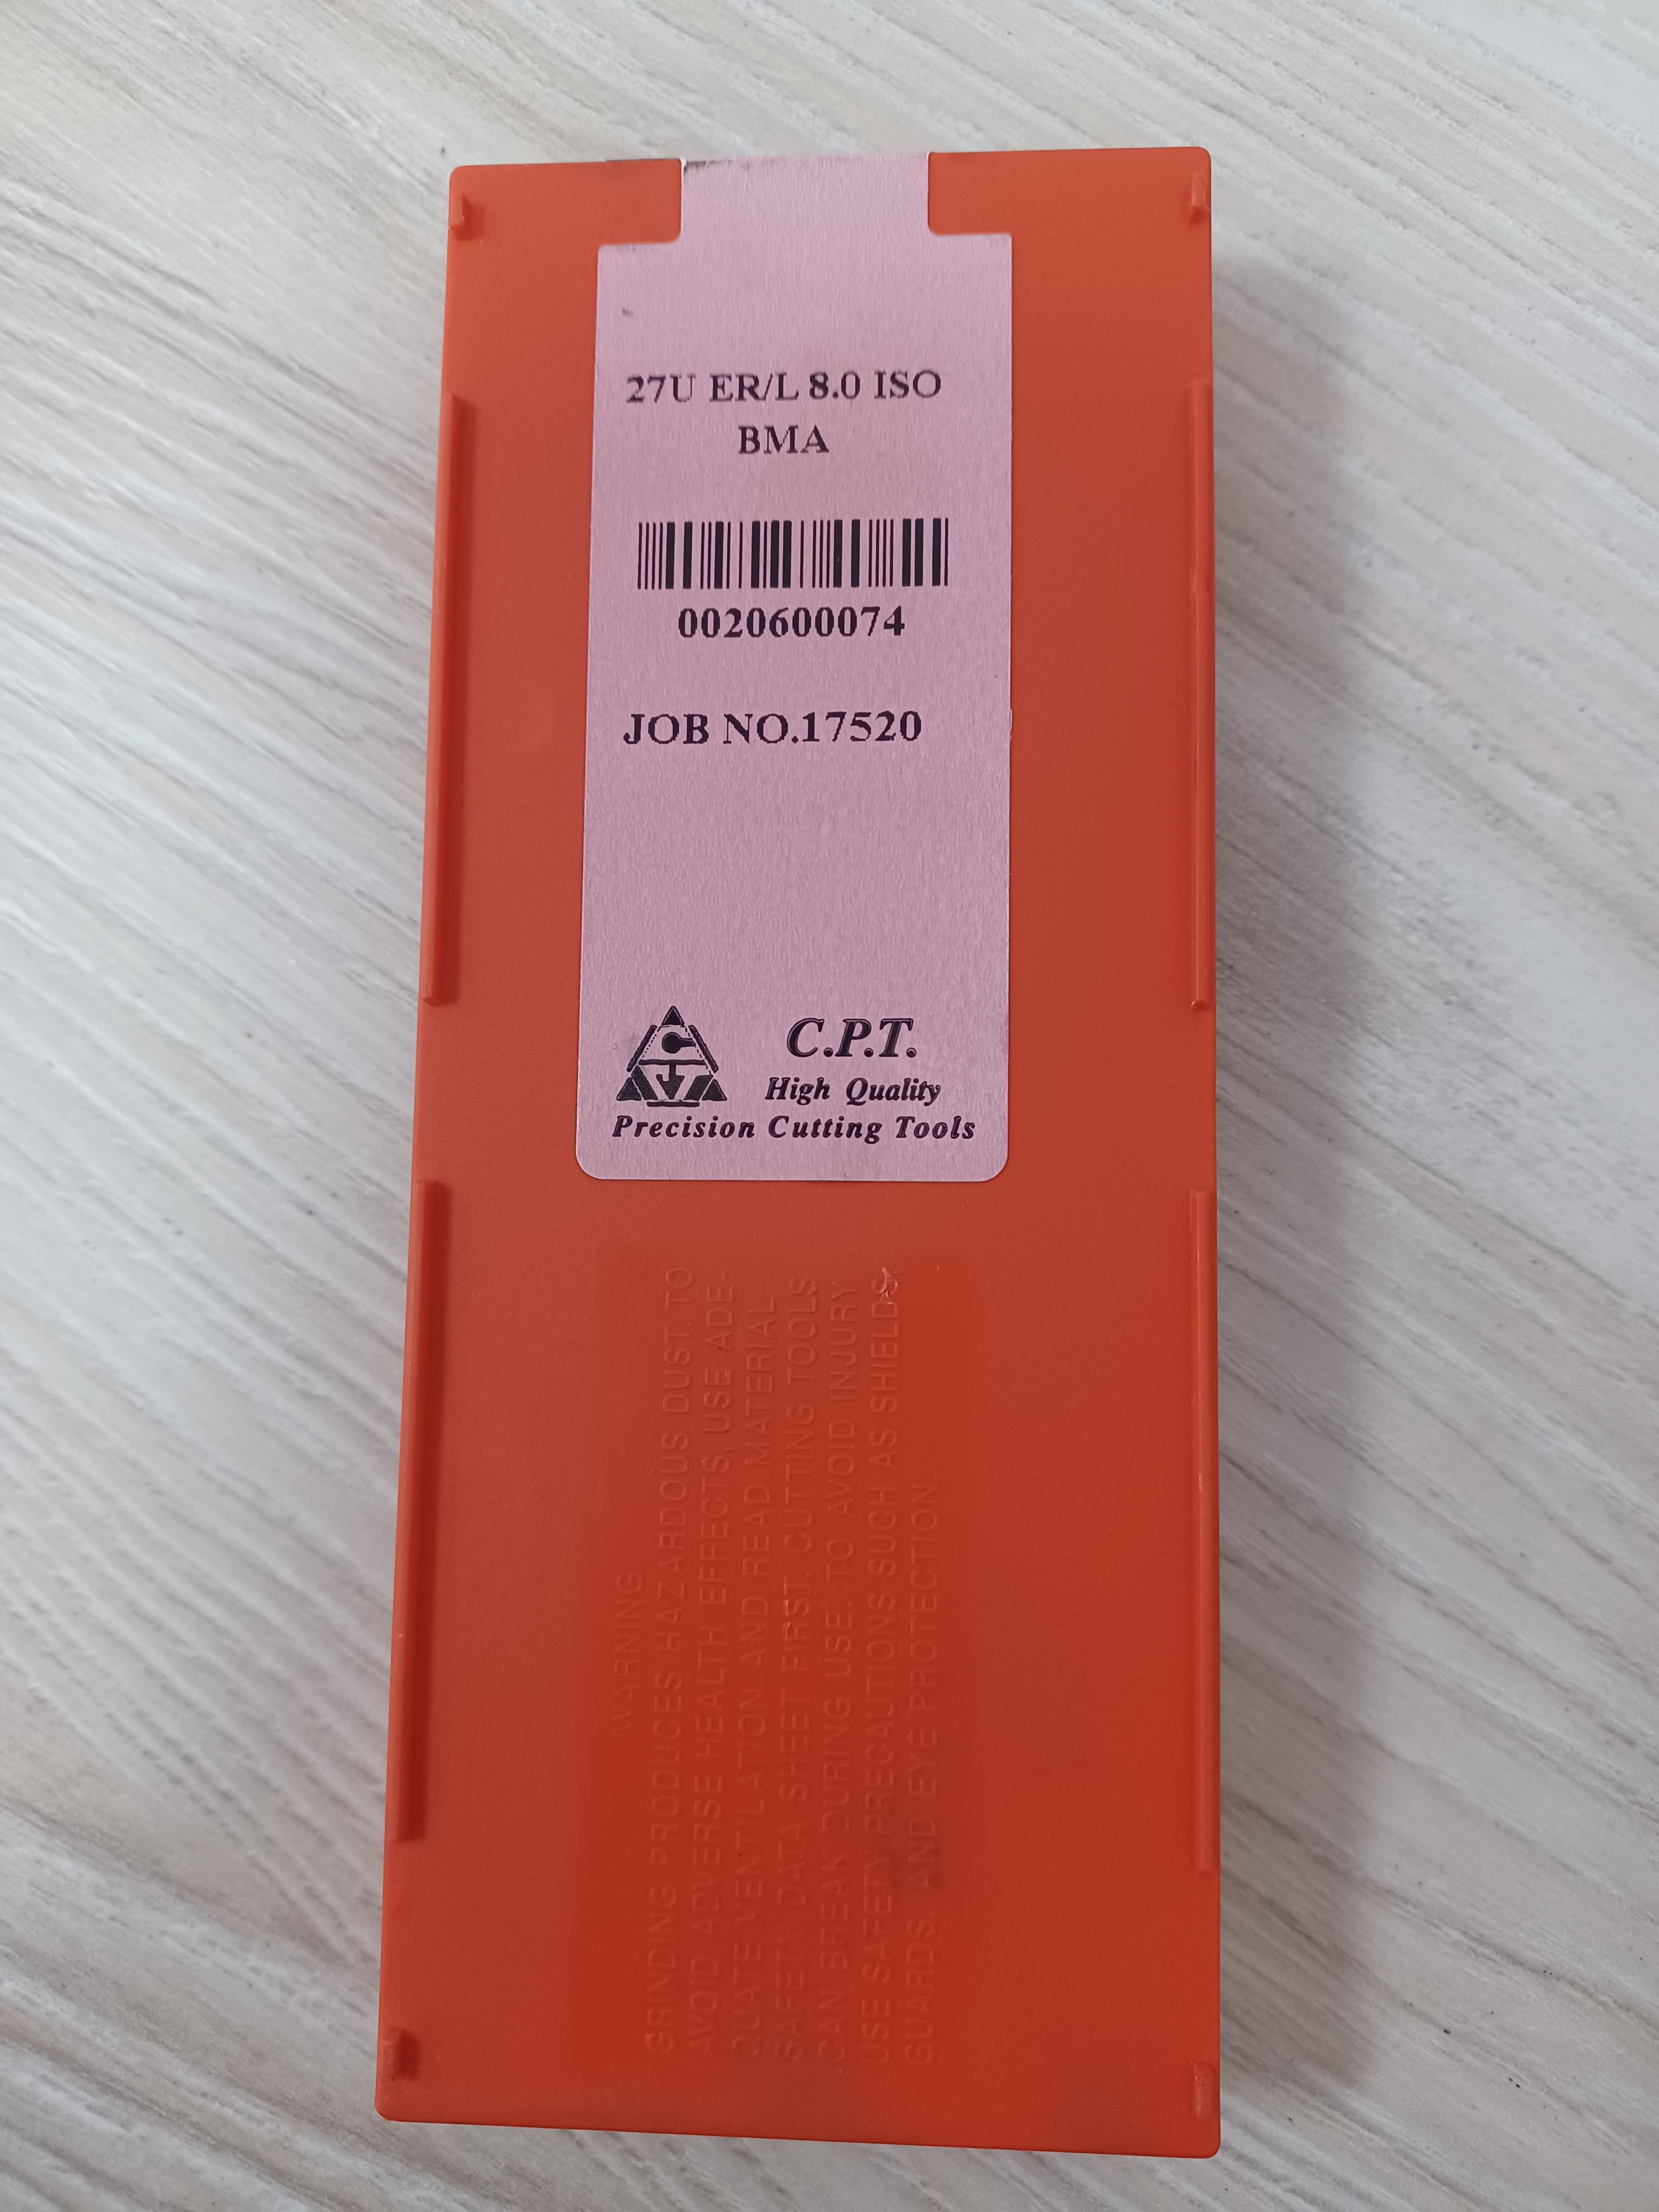 27U ER/L 8.0 ISO
BMA
0020600074
JOB NO.17520
C.P.T.
High Quality
Precision Cutting Tools
WARNING
GRINDING PRODUCES HAZARDOUS DUST. TO
AVOID ADVERSE HEALTH EFFECTS, USE ADE-
QUATE VENTILATION AND READ MATERIAL
SAFETY DATA SHEET FIRST. CUTTING TOOLS
CAN BREAK DURING USE. TO AVOID INJURY
USE SAFETY PRECAUTIONS SUCH AS SHIELDS,
GUARDS, AND EYE PROTECTION.